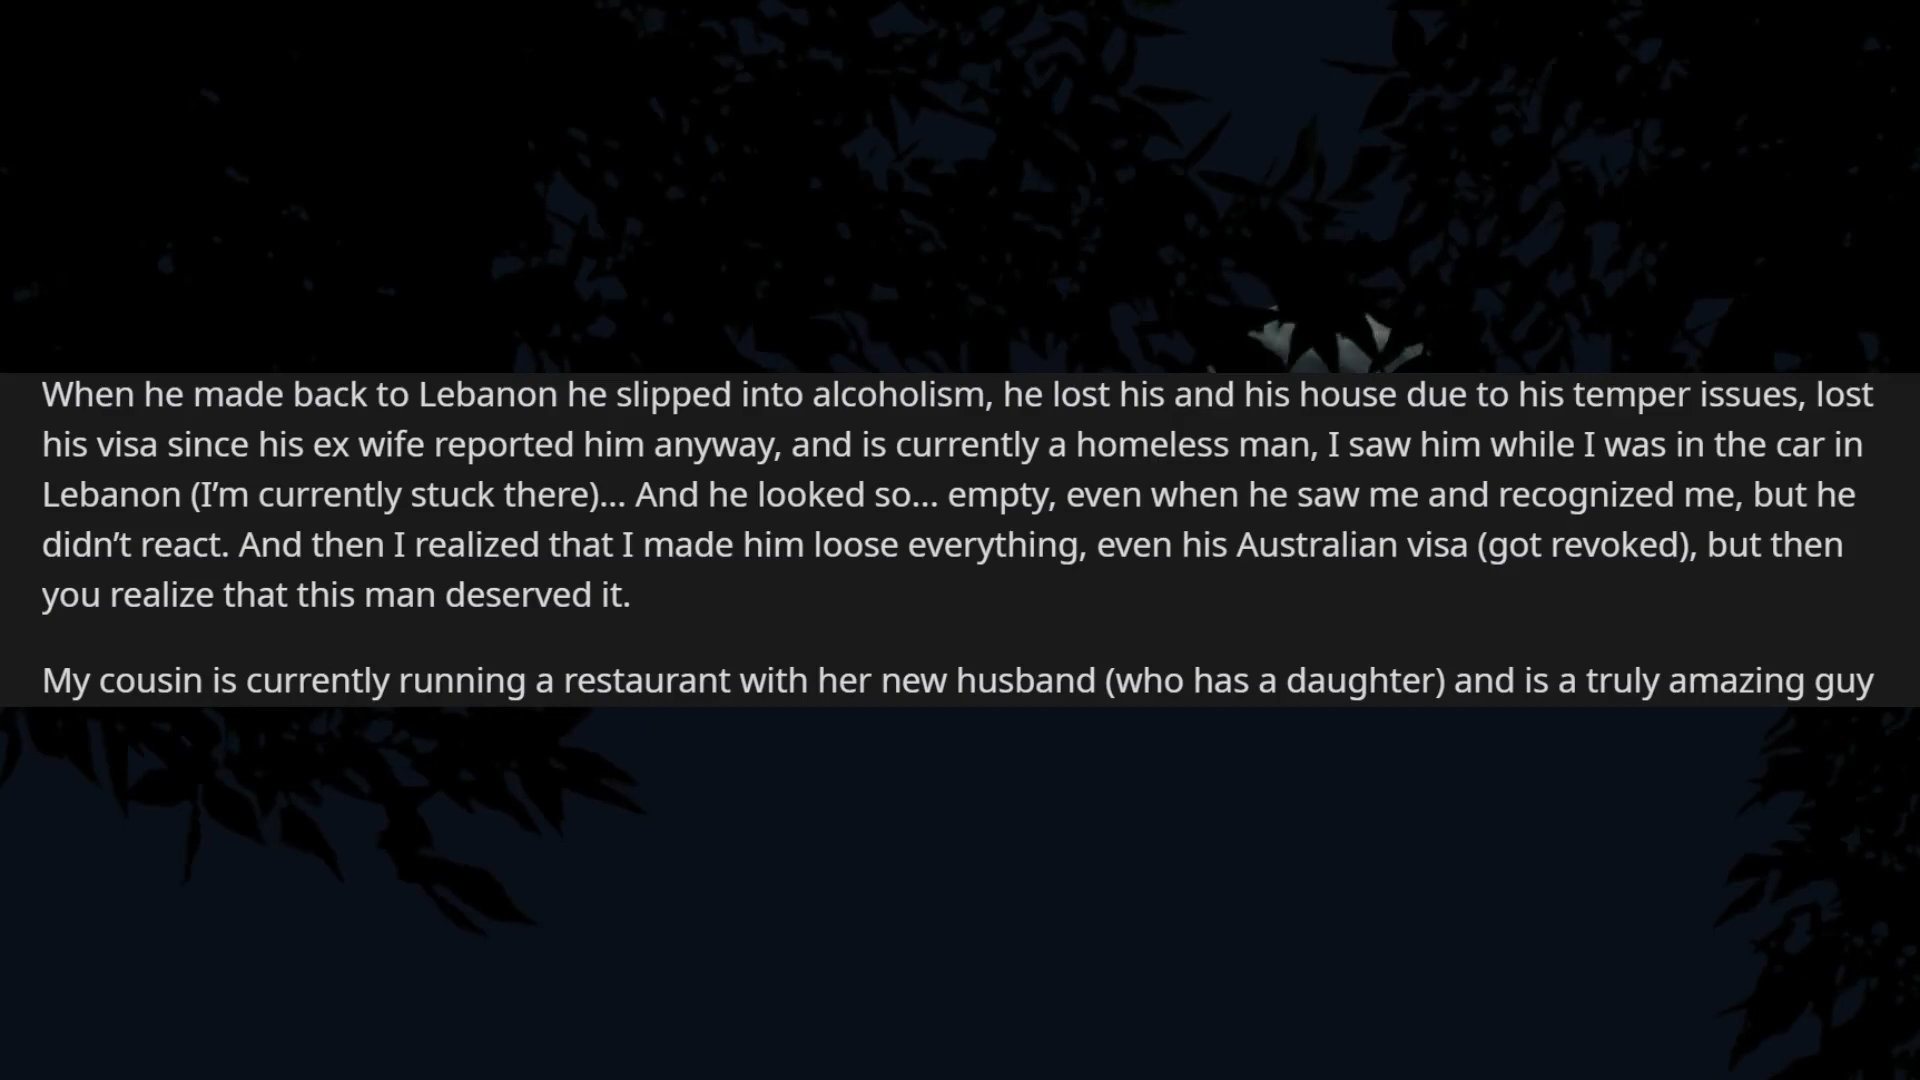 When he made back to Lebanon he slipped into alcoholism, he lost his and his house due to his temper issues, lost
his visa since his ex wife reported him anyway, and is currently a homeless man, I saw him while I was in the car in
Lebanon (I’m currently stuck there)... And he looked so... empty, even when he saw me and recognized me, but he
didn’t react. And then I realized that I made him loose everything, even his Australian visa (got revoked), but then
you realize that this man deserved it.
My cousin is currently running a restaurant with her new husband (who has a daughter) and is a truly amazing guy